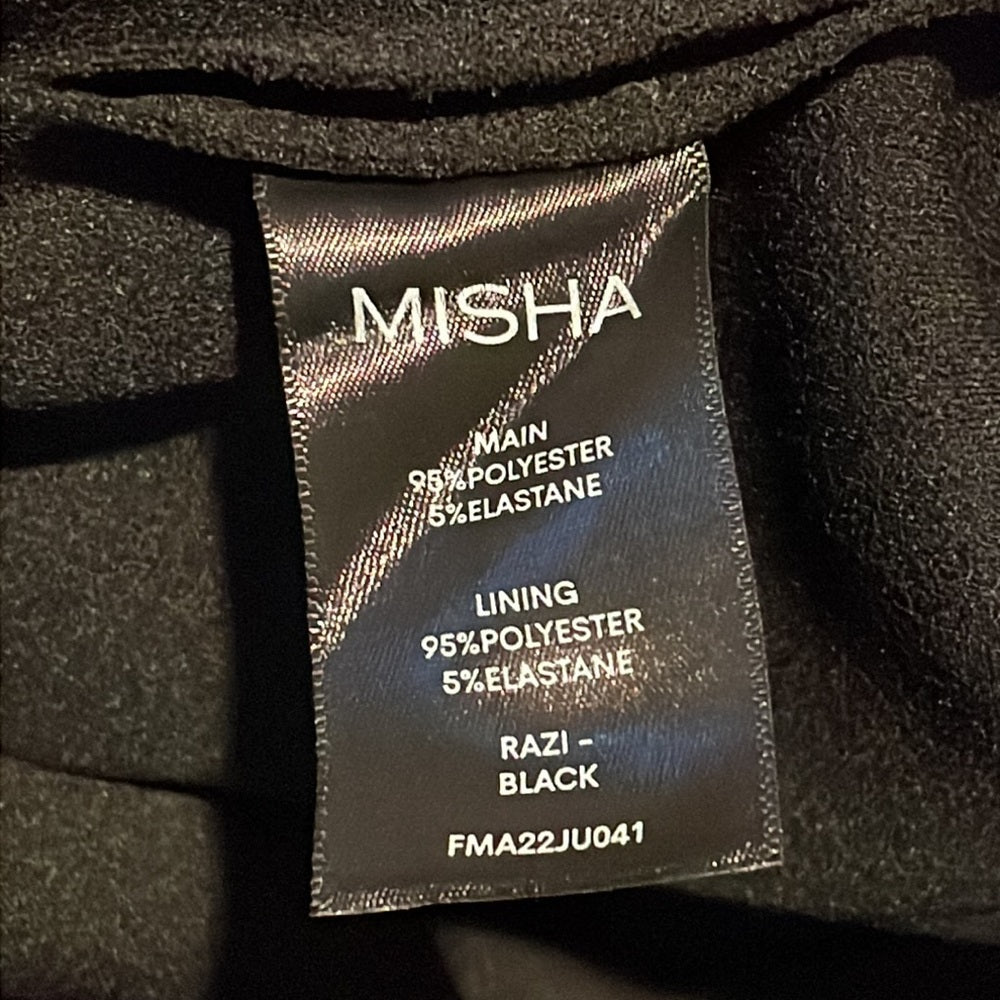 MISHA
MAIN
95%POLYESTER
5%ELASTANE
LINING
95%POLYESTER
5%ELASTANE
RAZI -
BLACK
FMA22JU041